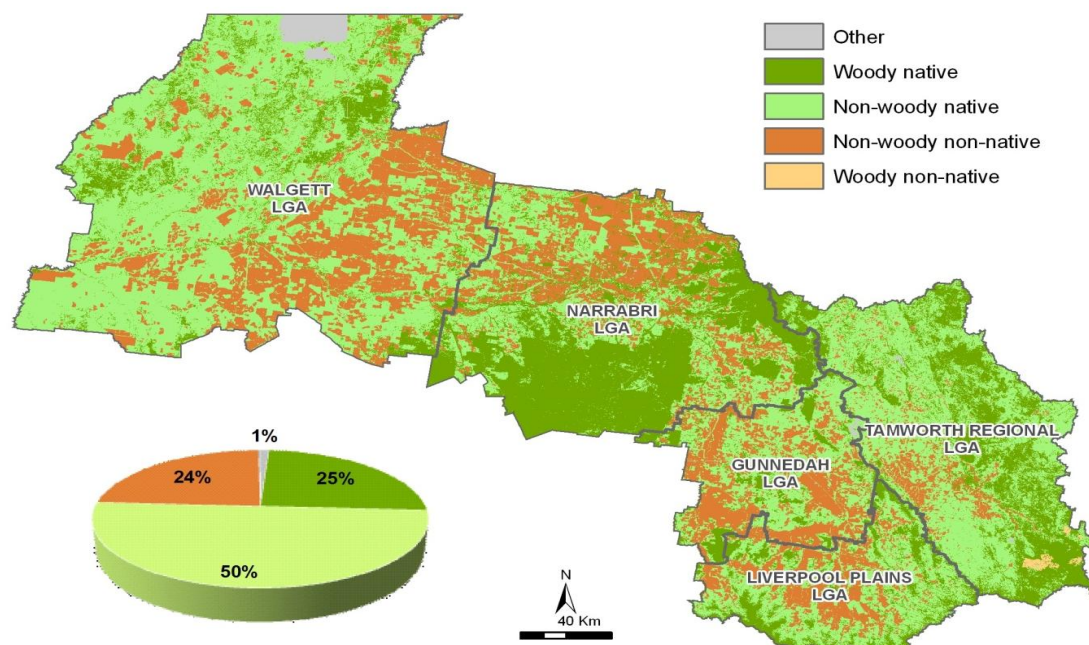 Other
Woody native
Non-woody native
Non-woody non-native
Woody non-native
WALGETT
LGA
NARRABRI
LGA
TAMWORTH REGIONAL
LGA
GUNNEDAH
LGA
LIVERPOOL PLAINS
LGA
1%
24%
25%
50%
N
40 Km